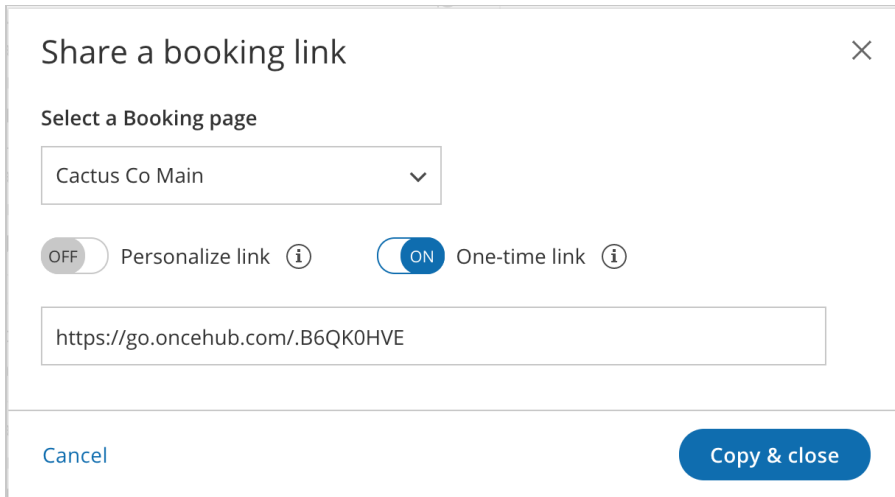 Share a booking link
Select a Booking page
Cactus Co Main
OFF Personalize link i ON One-time link i
https://go.oncehub.com/.B6QK0HVE
Cancel Copy & close